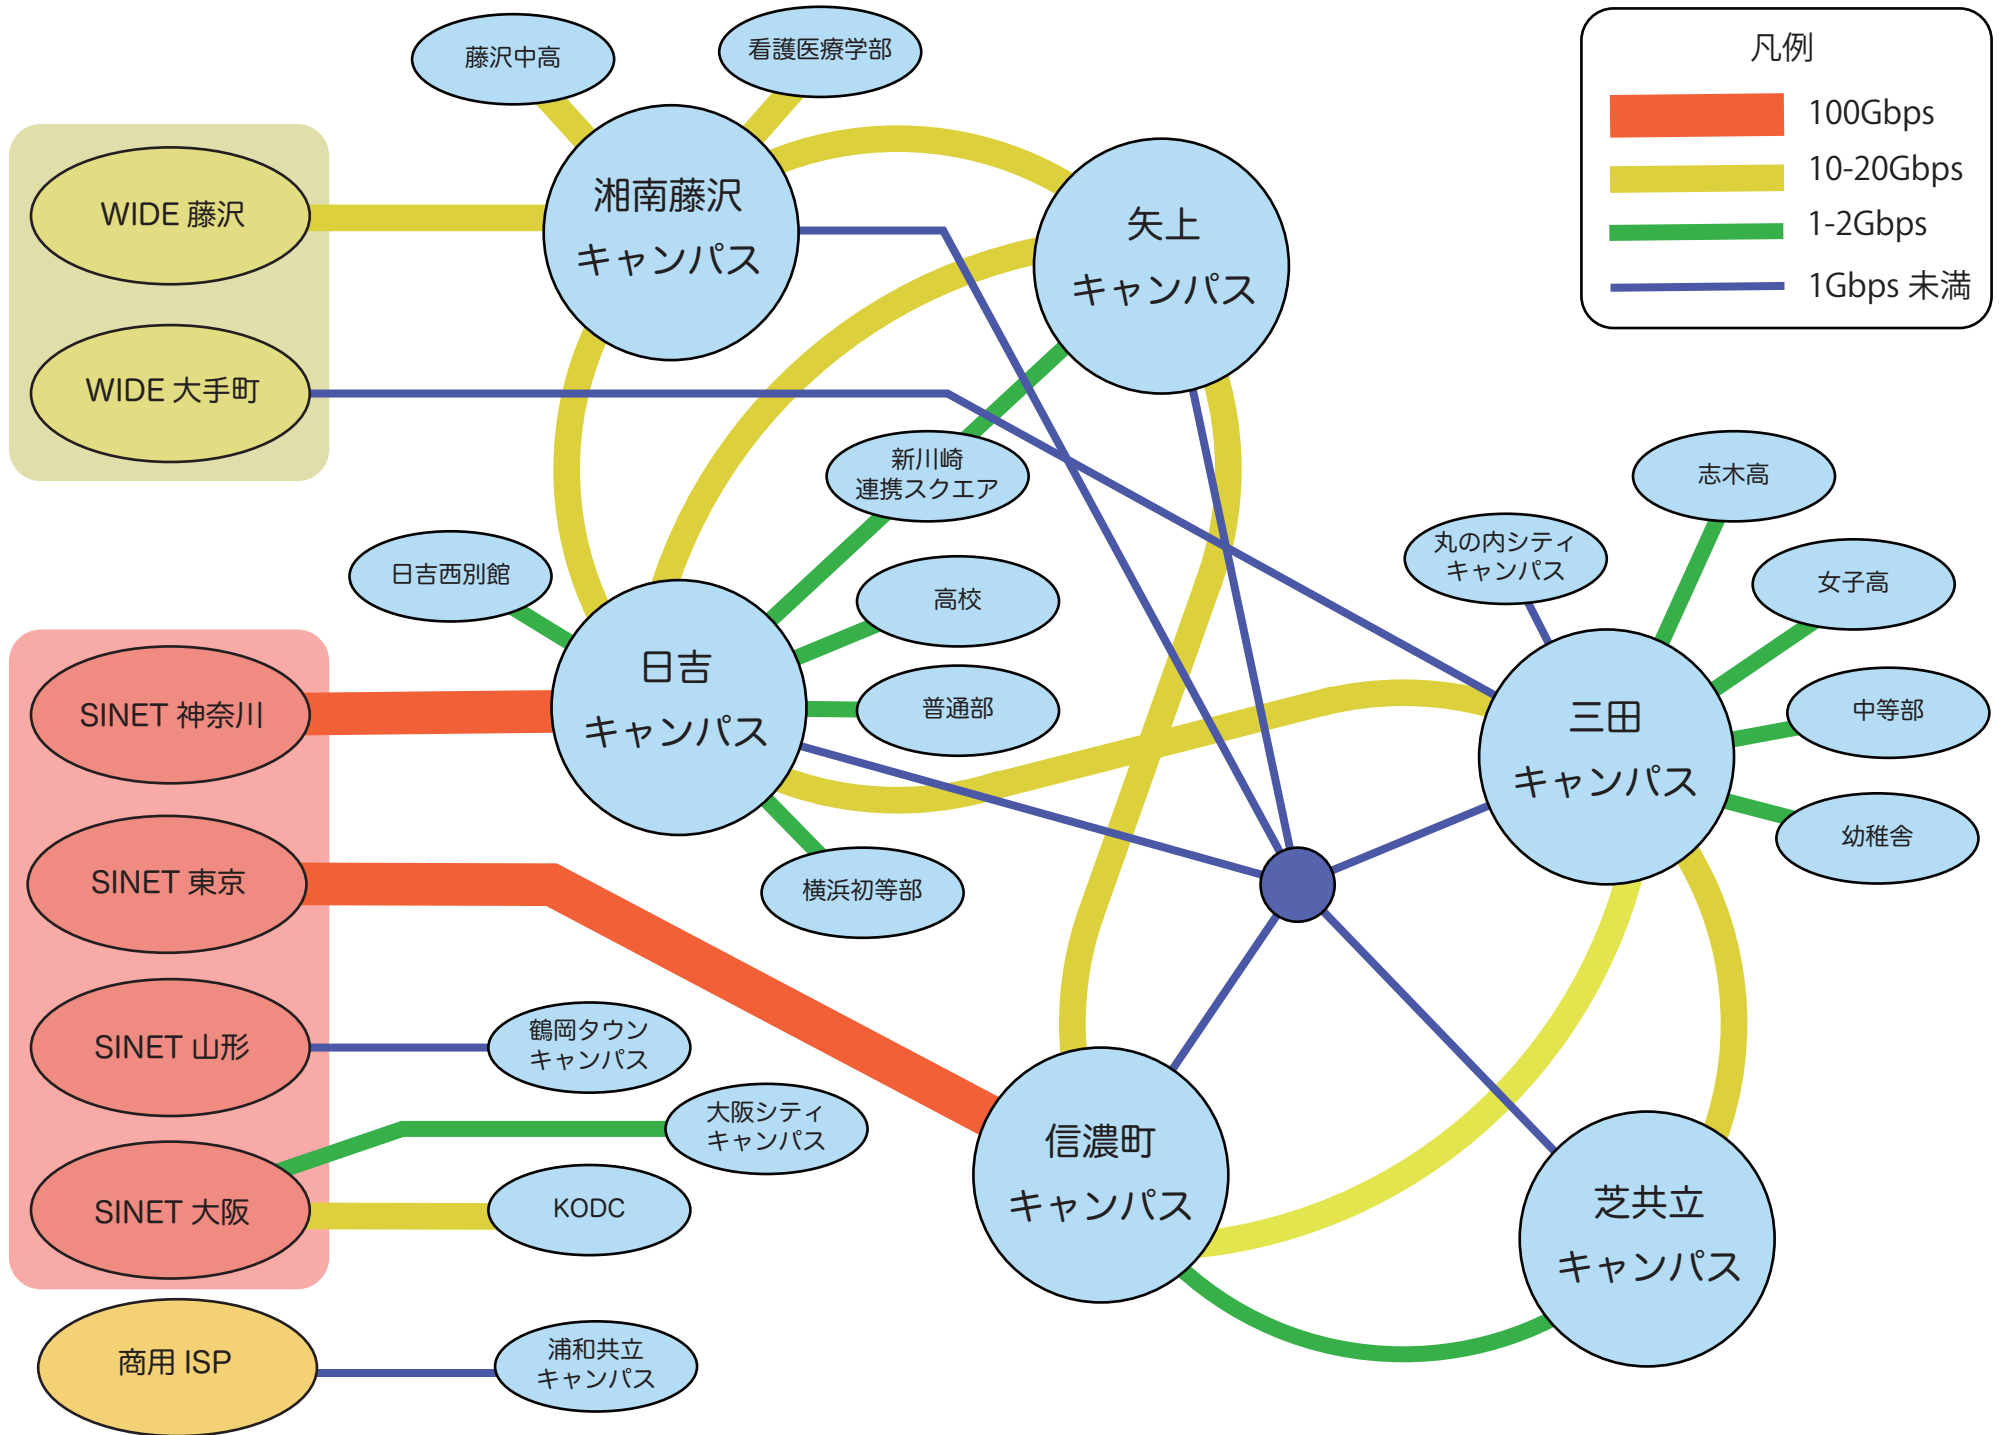 藤沢中高
看護医療学部
凡例
100Gbps
10-20Gbps
1-2Gbps
1Gbps 未満
WIDE 藤沢
湘南藤沢
キャンパス
矢上
キャンパス
WIDE 大手町
新川崎
連携スクエア
志木高
丸の内シティ
キャンパス
日吉西別館
高校
女子高
日吉
キャンパス
普通部
SINET 神奈川
三田
キャンパス
中等部
幼稚舎
SINET 東京
横浜初等部
SINET 山形
鶴岡タウン
キャンパス
大阪シティ
キャンパス
信濃町
キャンパス
SINET 大阪
KODC
芝共立
キャンパス
商用 ISP
浦和共立
キャンパス